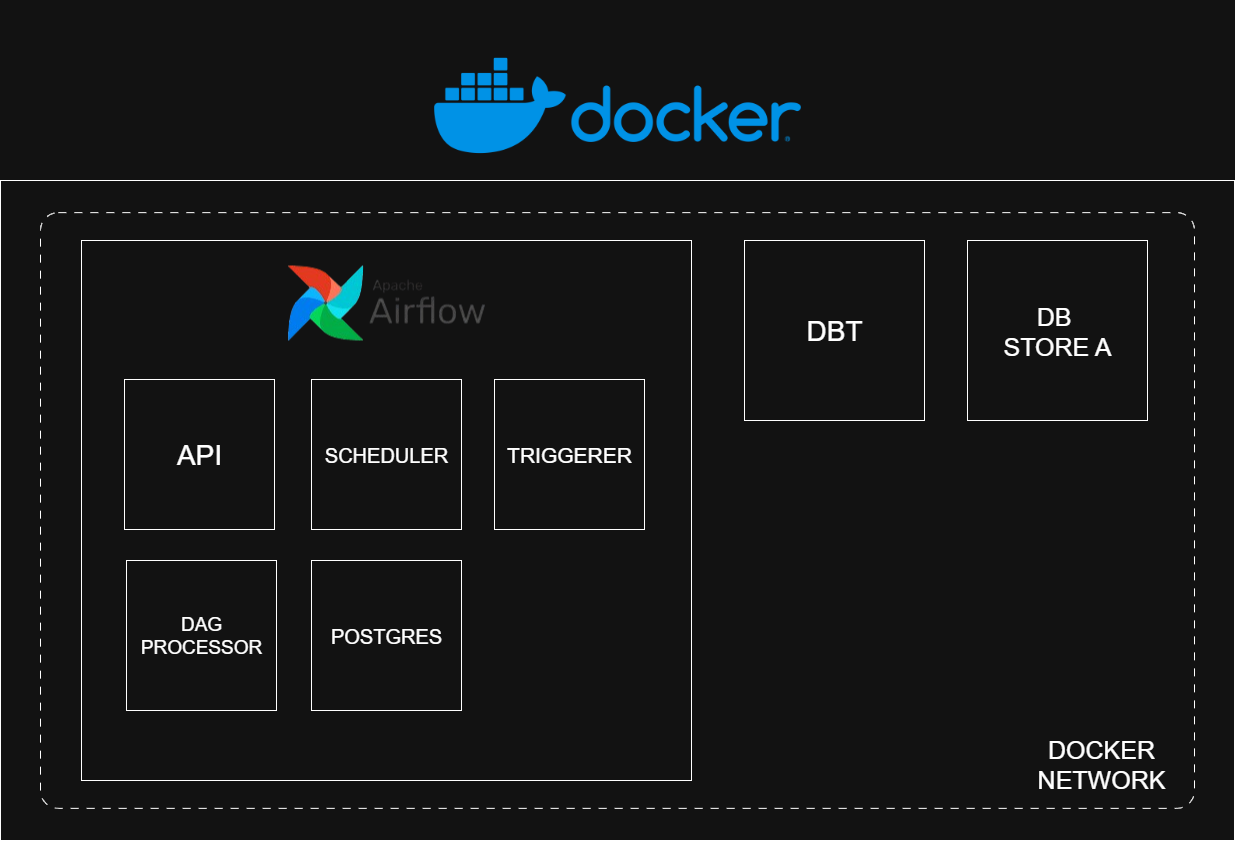 docker
Apache
Airflow
DBT
DB
STORE A
API
SCHEDULER
TRIGGERER
DAG
PROCESSOR
POSTGRES
DOCKER
NETWORK